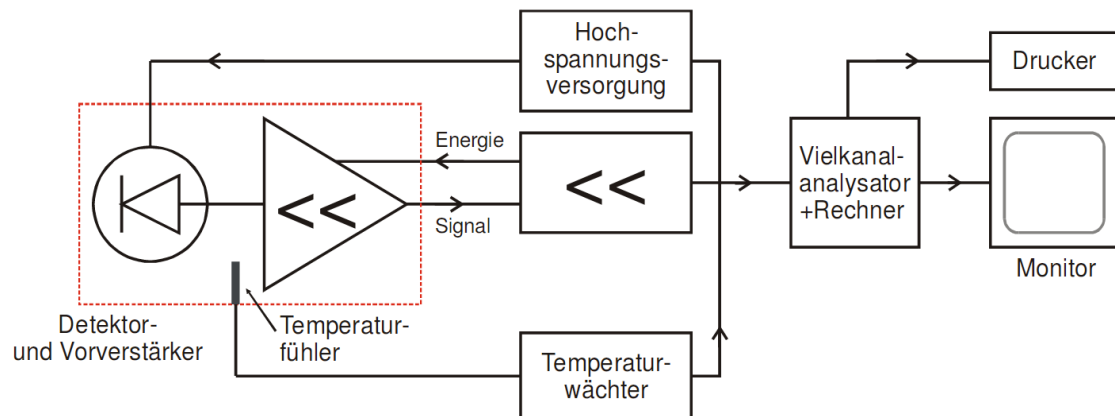 Hoch-
spannungs-
versorgung
Drucker
Energie
<<
<<
Signal
Vielkanal-
analysator
+Rechner
Monitor
Detektor-
und Vorverstärker
Temperatur-
fühler
Temperatur-
wächter